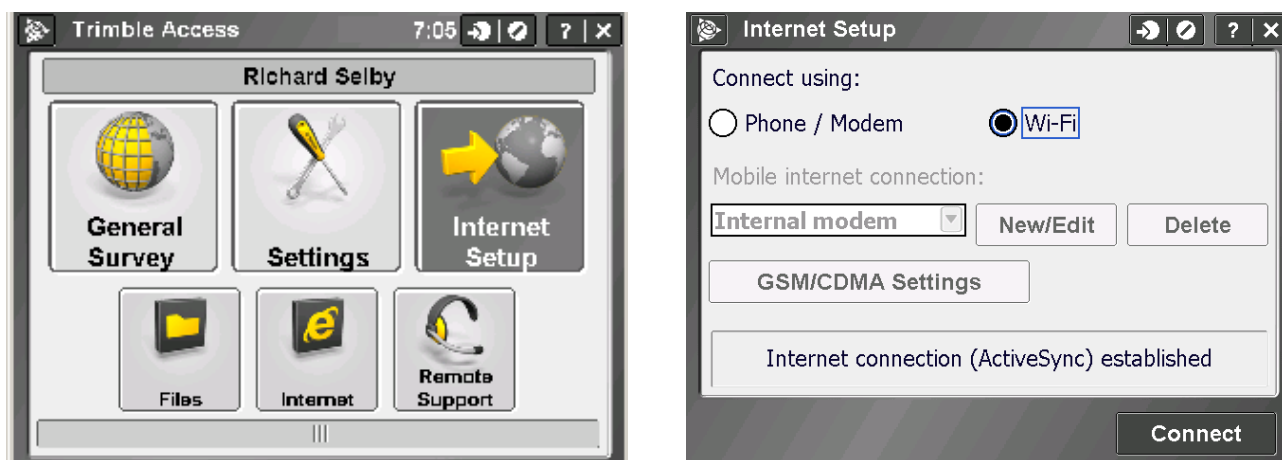 Trimble Access 7:05 ? X
Richard Selby
General
Survey
Settings
Internet
Setup
Files
Internet
Remote
Support
Internet Setup ? X
Connect using:
Phone / Modem Wi-Fi
Mobile internet connection:
Internal modem New/Edit Delete
GSM/CDMA Settings
Internet connection (ActiveSync) established
Connect